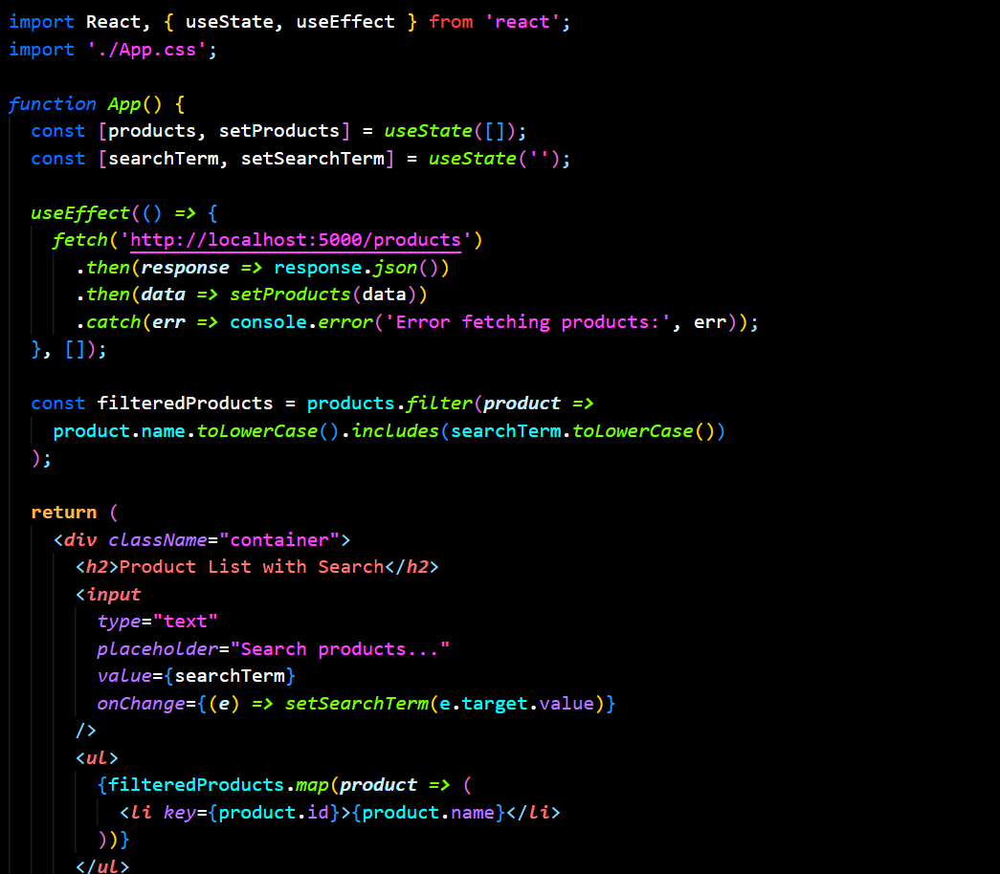 import React, { useState, useEffect } from 'react';
import './App.css';

function App() {
  const [products, setProducts] = useState([]);
  const [searchTerm, setSearchTerm] = useState('');

  useEffect(() => {
    fetch('http://localhost:5000/products')
      .then(response => response.json())
      .then(data => setProducts(data))
      .catch(err => console.error('Error fetching products:', err));
  }, []);

  const filteredProducts = products.filter(product =>
    product.name.toLowerCase().includes(searchTerm.toLowerCase())
  );

  return (
    <div className="container">
      <h2>Product List with Search</h2>
      <input
        type="text"
        placeholder="Search products..."
        value={searchTerm}
        onChange={(e) => setSearchTerm(e.target.value)}
      />
      <ul>
        {filteredProducts.map(product => (
          <li key={product.id}>{product.name}</li>
        ))}
      </ul>